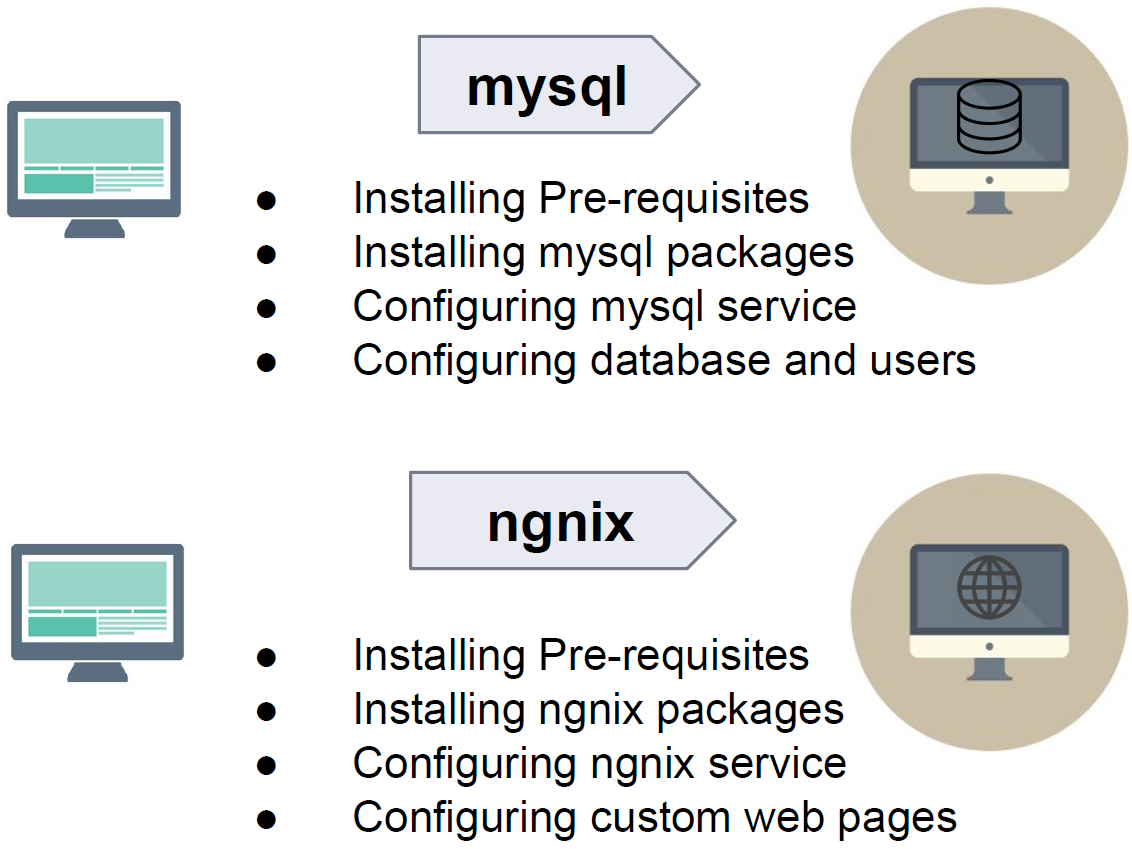 mysql
● Installing Pre-requisites
● Installing mysql packages
● Configuring mysql service
● Configuring database and users
ngnix
● Installing Pre-requisites
● Installing ngnix packages
● Configuring ngnix service
● Configuring custom web pages